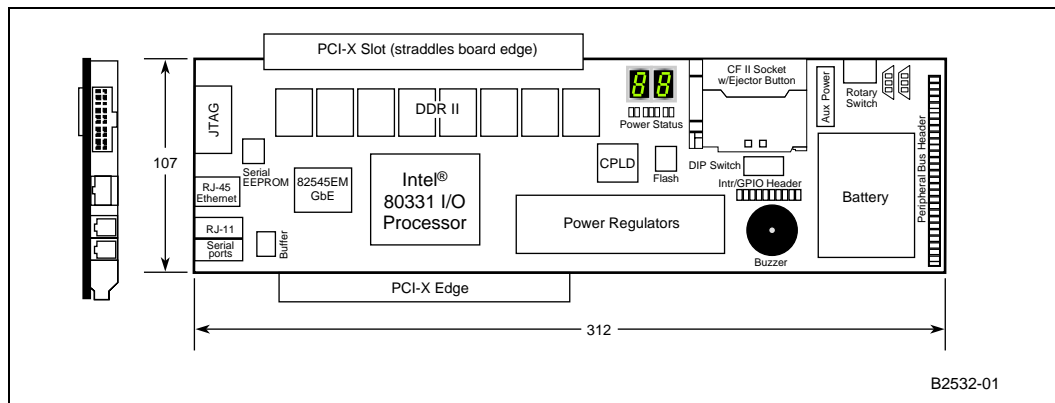 PCI-X Slot (straddles board edge)
CF II Socket
w/Ejector Button
Aux Power
Rotary
Switch
88
Power Status
JTAG
DDR II
107
Serial
EEPROM
82545EM
GbE
Intel®
80331 I/O
Processor
CPLD
Flash
DIP Switch
Intr/GPIO Header
Battery
Peripheral Bus Header
RJ-45
Ethernet
RJ-11
Serial
ports
Buffer
Power Regulators
Buzzer
PCI-X Edge
312
B2532-01